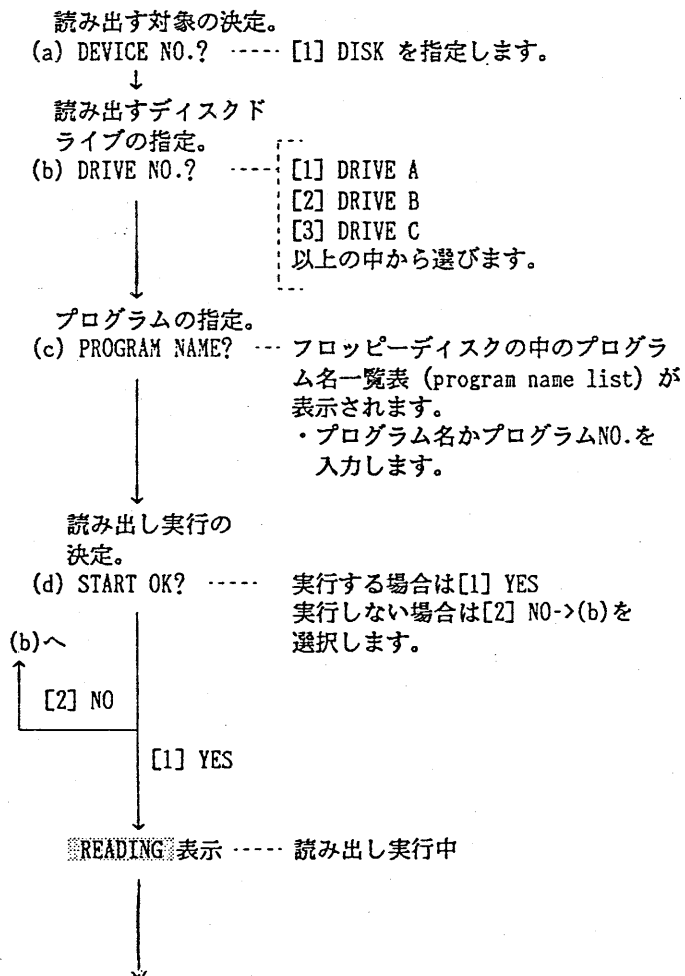 読み出す対象の決定。
(a) DEVICE NO.? ----- [1] DISK を指定します。
↓
読み出すディスクド
ライブの指定。
(b) DRIVE NO.? ----- [1] DRIVE A
[2] DRIVE B
[3] DRIVE C
以上の中から選びます。
プログラムの指定。
(c) PROGRAM NAME? --- フロッピーディスクの中のプログラ
ム名一覧表 (program name list) が
表示されます。
・プログラム名かプログラムNO.を
入力します。
読み出し実行の
決定。
(d) START OK? ----- 実行する場合は[1] YES
実行しない場合は[2] NO->(b)を
(b)へ 選択します。
[2] NO
[1] YES
READING 表示 ----- 読み出し実行中